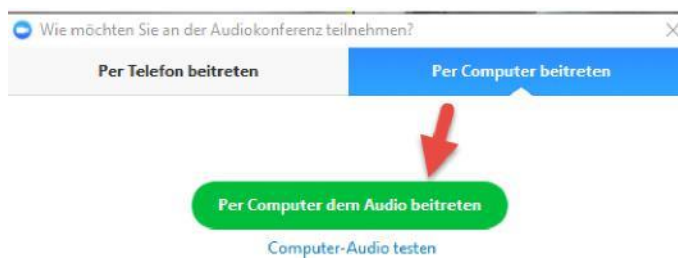 Wie möchten Sie an der Audiokonferenz teilnehmen?
Per Telefon beitreten
Per Computer beitreten
Per Computer dem Audio beitreten
Computer-Audio testen